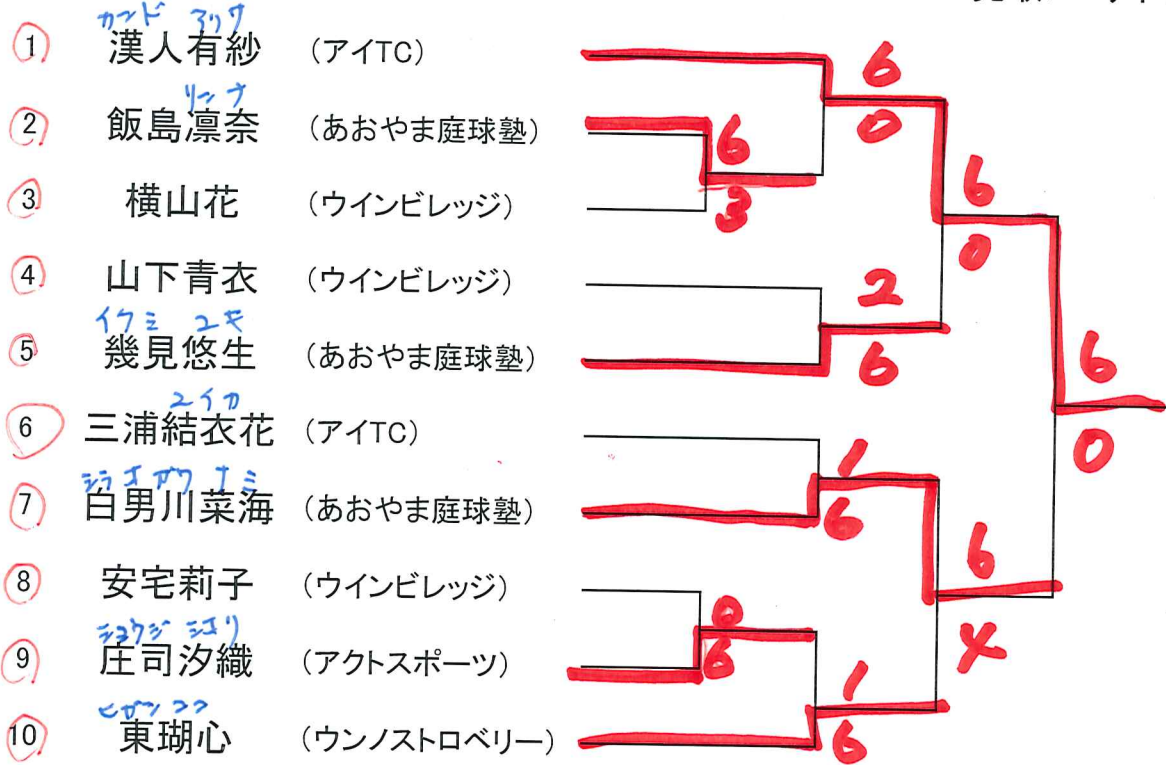 カンド アリサ
1 漢人有紗 (アイTC)
リンナ
2 飯島凛奈 (あおやま庭球塾)
3 横山花 (ウインビレッジ)
4 山下青衣 (ウインビレッジ)
イクミ ユキ
5 幾見悠生 (あおやま庭球塾)
ユイカ
6 三浦結衣花 (アイTC)
シラオガワ ナミ
7 白男川菜海 (あおやま庭球塾)
8 安宅莉子 (ウインビレッジ)
ショウジ シオリ
9 庄司汐織 (アクトスポーツ)
ヒガシ ココ
10 東瑚心 (ウンノストロベリー)
6
3
0
6
1
6
0
2
6
1
6
6
0
6
4
6
0